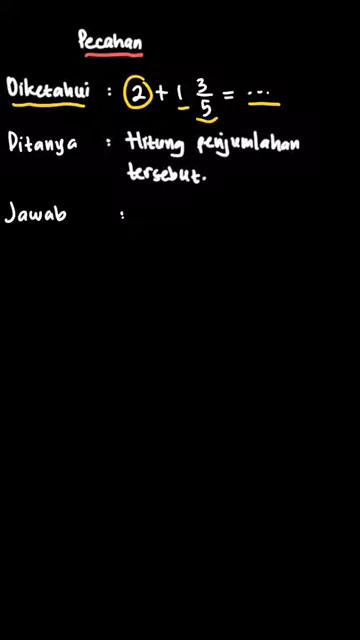 Pecahan
Diketahui : 2 + 1 3/5 = ...
Ditanya : Hitung penjumlahan
tersebut.
Jawab :